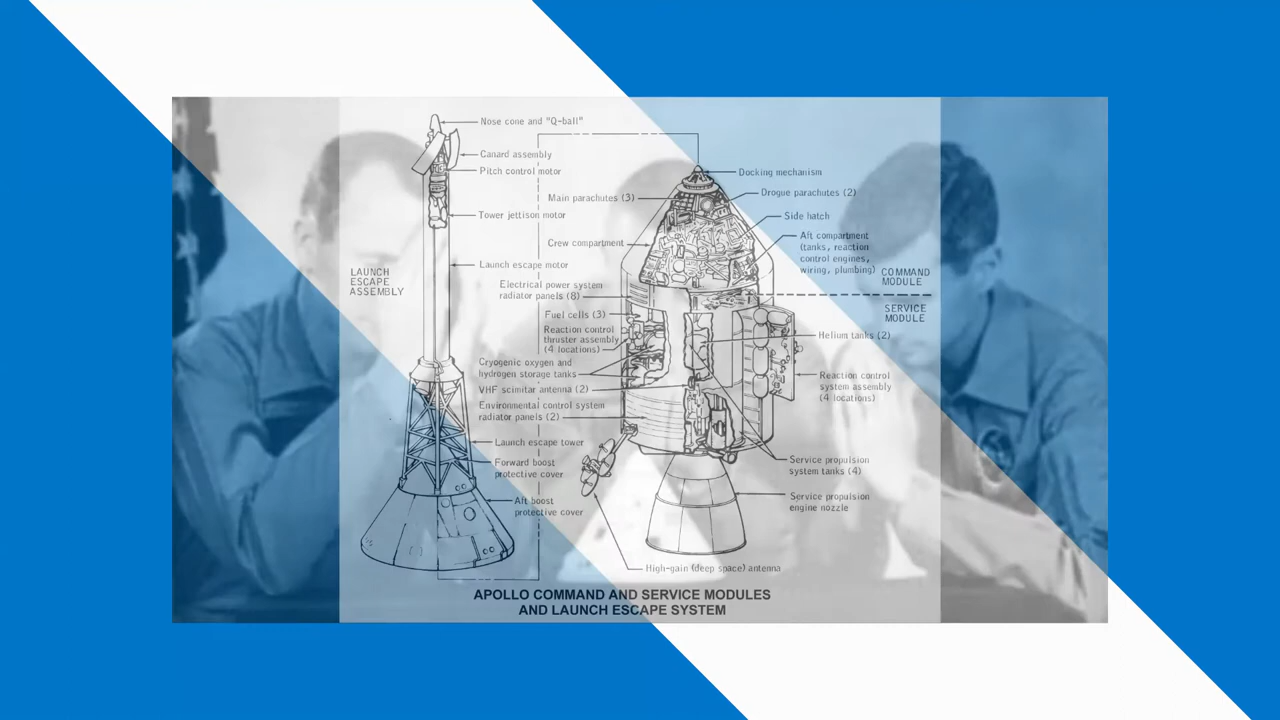 Nose cone and "Q-ball"
Canard assembly
Pitch control motor
Tower jettison motor
Launch escape motor
LAUNCH
ESCAPE
ASSEMBLY
Launch escape tower
Forward boost
protective cover
Aft boost
protective cover
Main parachutes (3)
Crew compartment
Electrical power system
radiator panels (8)
Fuel cells (3)
Reaction control
thruster assembly
(4 locations)
Cryogenic oxygen and
hydrogen storage tanks
VHF scimitar antenna (2)
Environmental control system
radiator panels (2)
Docking mechanism
Drogue parachutes (2)
Side hatch
Aft compartment
(tanks, reaction
control engines,
wiring, plumbing)
COMMAND
MODULE
SERVICE
MODULE
Helium tanks (2)
Reaction control
system assembly
(4 locations)
Service propulsion
system tanks (4)
Service propulsion
engine nozzle
High-gain (deep space) antenna
APOLLO COMMAND AND SERVICE MODULES
AND LAUNCH ESCAPE SYSTEM